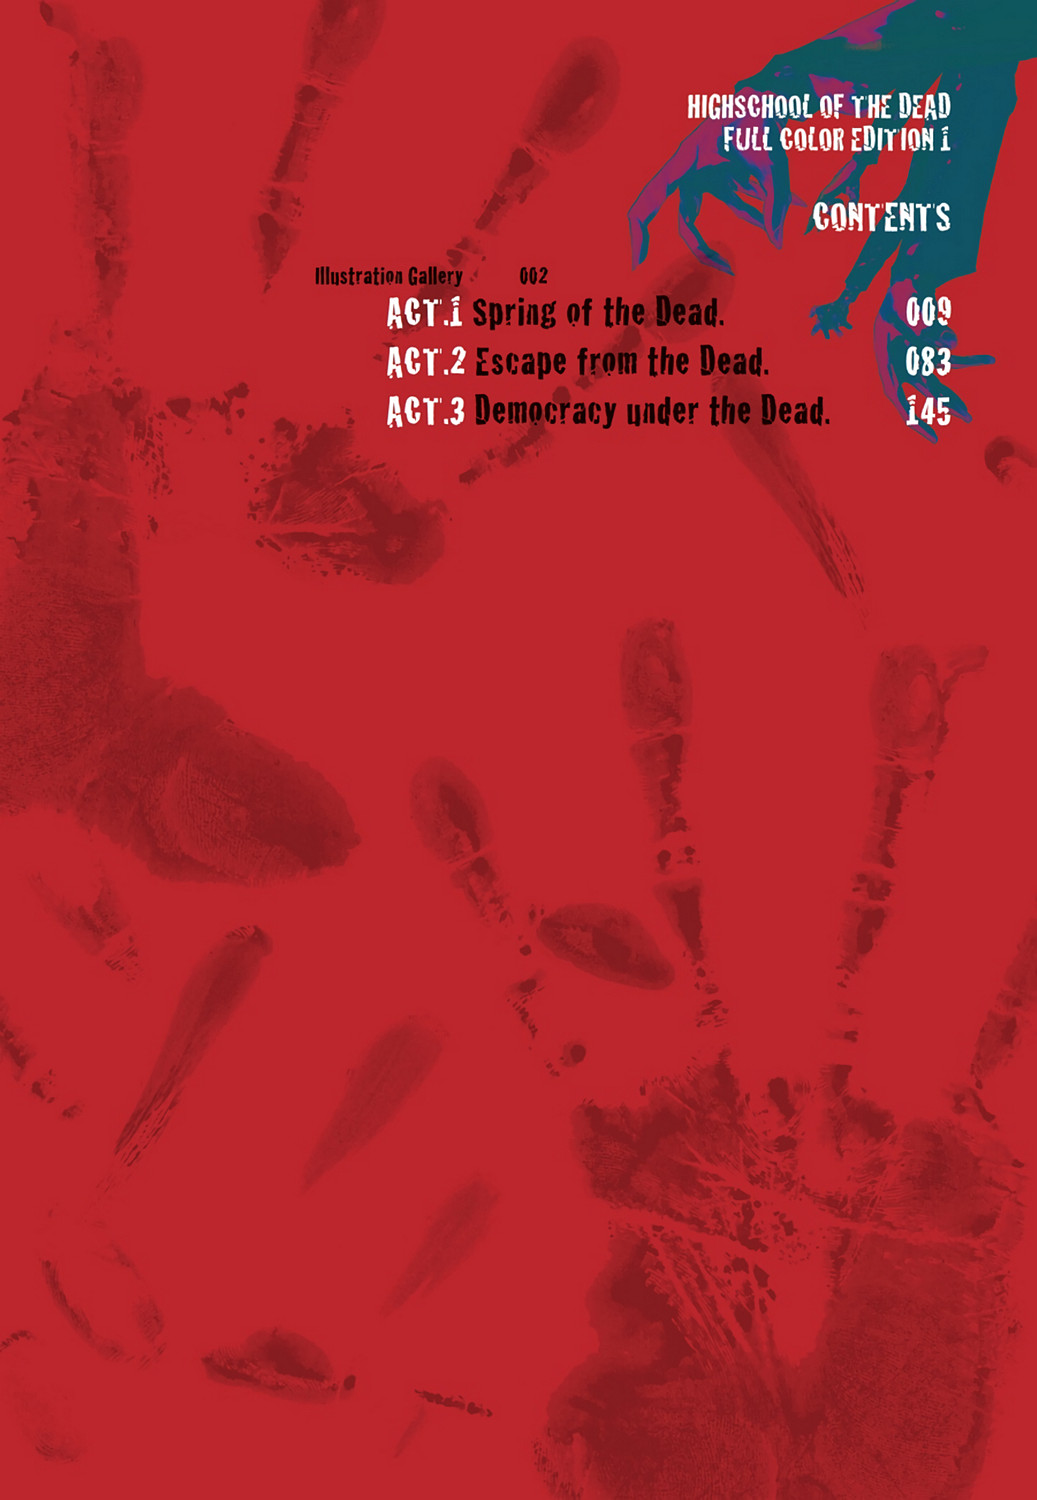 HIGHSCHOOL OF THE DEAD
FULL COLOR EDITION 1
CONTENTS
Illustration Gallery 002
ACT.1 Spring of the Dead. 009
ACT.2 Escape from the Dead. 083
ACT.3 Democracy under the Dead. 145